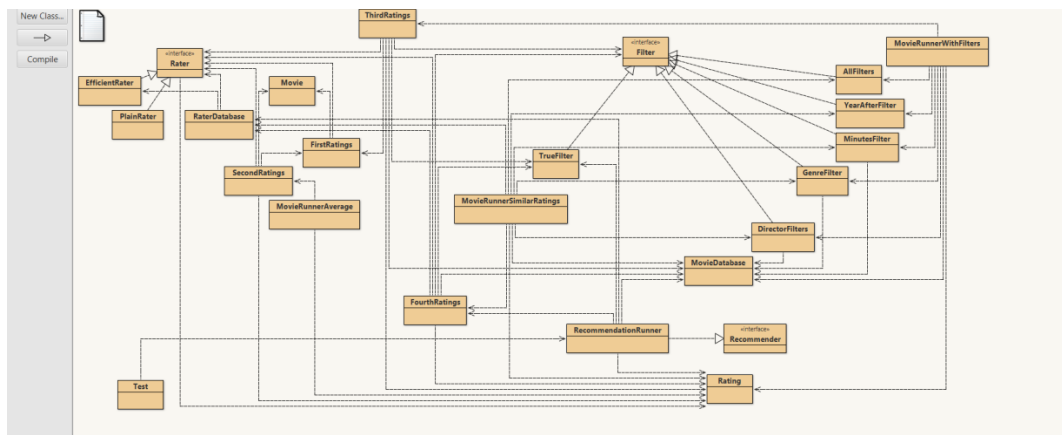 New Class...
Compile
ThirdRatings
«interface»
Rater
«interface»
Filter
MovieRunnerWithFilters
EfficientRater
Movie
AllFilters
PlainRater
RaterDatabase
YearAfterFilter
FirstRatings
MinutesFilter
TrueFilter
SecondRatings
GenreFilter
MovieRunnerAverage
MovieRunnerSimilarRatings
DirectorFilters
MovieDatabase
FourthRatings
RecommendationRunner
«interface»
Recommender
Test
Rating